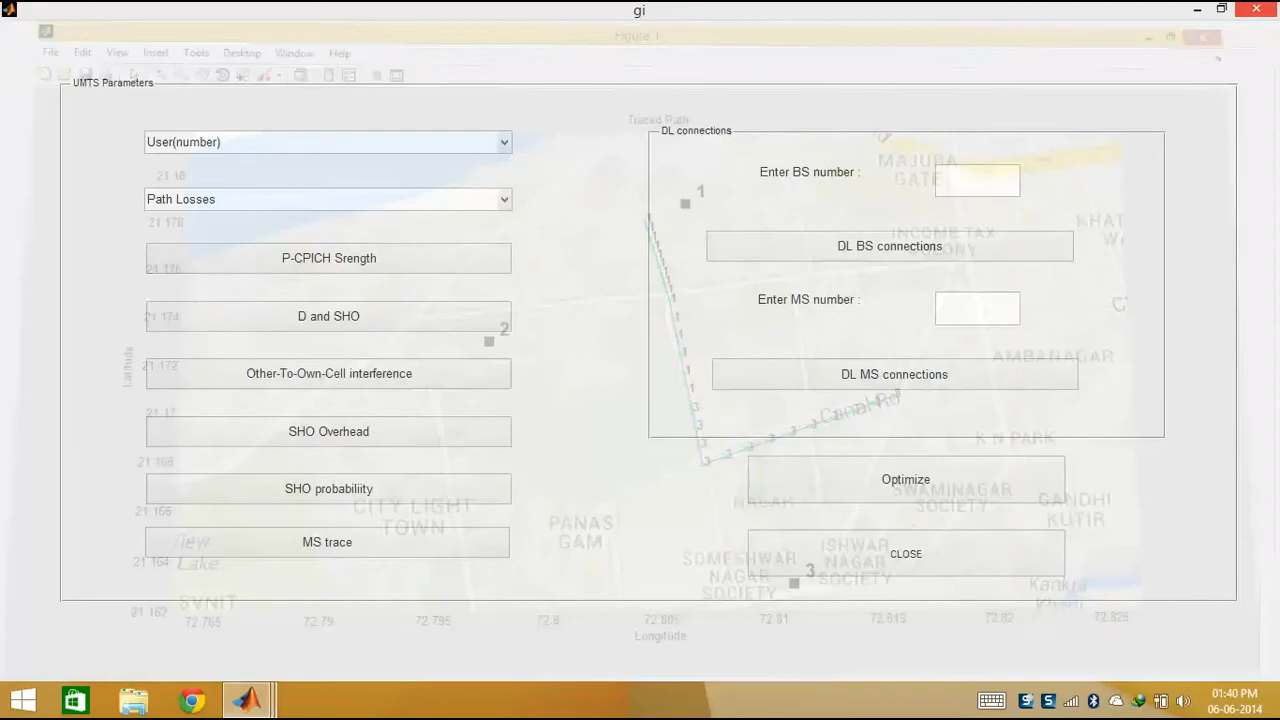 gi
Figure 1
File Edit View Insert Tools Desktop Window Help
UMTS Parameters
Traced Path
User(number)
Path Losses
P-CPICH Srength
D and SHO
Other-To-Own-Cell interference
SHO Overhead
SHO probabiliity
MS trace
DL connections
Enter BS number :
DL BS connections
Enter MS number :
DL MS connections
Optimize
CLOSE
MAJURA
GATE
INCOME TAX
COLONY
AMBANAGAR
Canal Rd
K N PARK
SWAMINAGAR
SOCIETY
GANDHI
KUTIR
NAGAR
CITY LIGHT
TOWN
PANAS
GAM
SOMESHWAR
NAGAR
SOCIETY
ISHWAR
NAGAR
SOCIETY
Lake
SVNIT
1
2
3
Latitude
21.18
21.178
21.176
21.174
21.172
21.17
21.168
21.166
21.164
21.162
72.785 72.79 72.795 72.8 72.805 72.81 72.815 72.82 72.825
Longitude
01:40 PM
06-06-2014